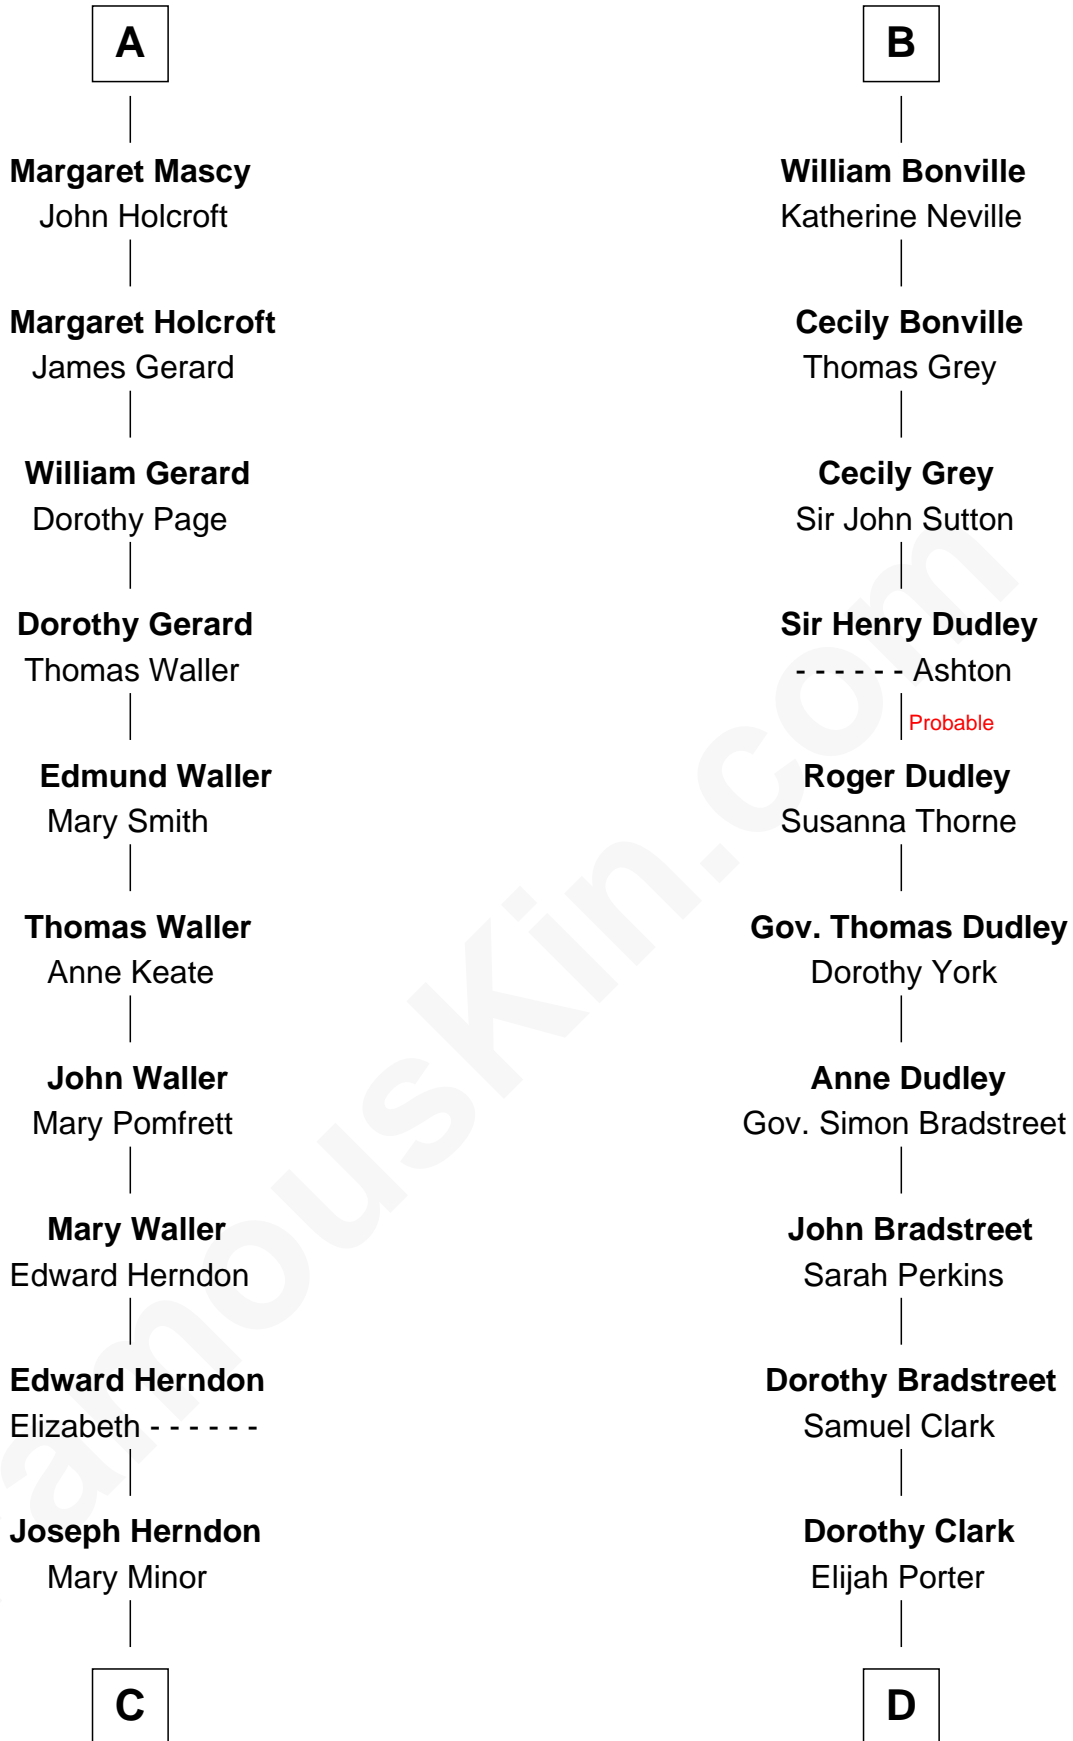 A
Margaret Mascy
John Holcroft
Margaret Holcroft
James Gerard
William Gerard
Dorothy Page
Dorothy Gerard
Thomas Waller
Edmund Waller
Mary Smith
Thomas Waller
Anne Keate
John Waller
Mary Pomfrett
Mary Waller
Edward Herndon
Edward Herndon
Elizabeth - - - - - -
Joseph Herndon
Mary Minor
C
B
William Bonville
Katherine Neville
Cecily Bonville
Thomas Grey
Cecily Grey
Sir John Sutton
Sir Henry Dudley
- - - - - - Ashton
Probable
Roger Dudley
Susanna Thorne
Gov. Thomas Dudley
Dorothy York
Anne Dudley
Gov. Simon Bradstreet
John Bradstreet
Sarah Perkins
Dorothy Bradstreet
Samuel Clark
Dorothy Clark
Elijah Porter
D
amouskin.com